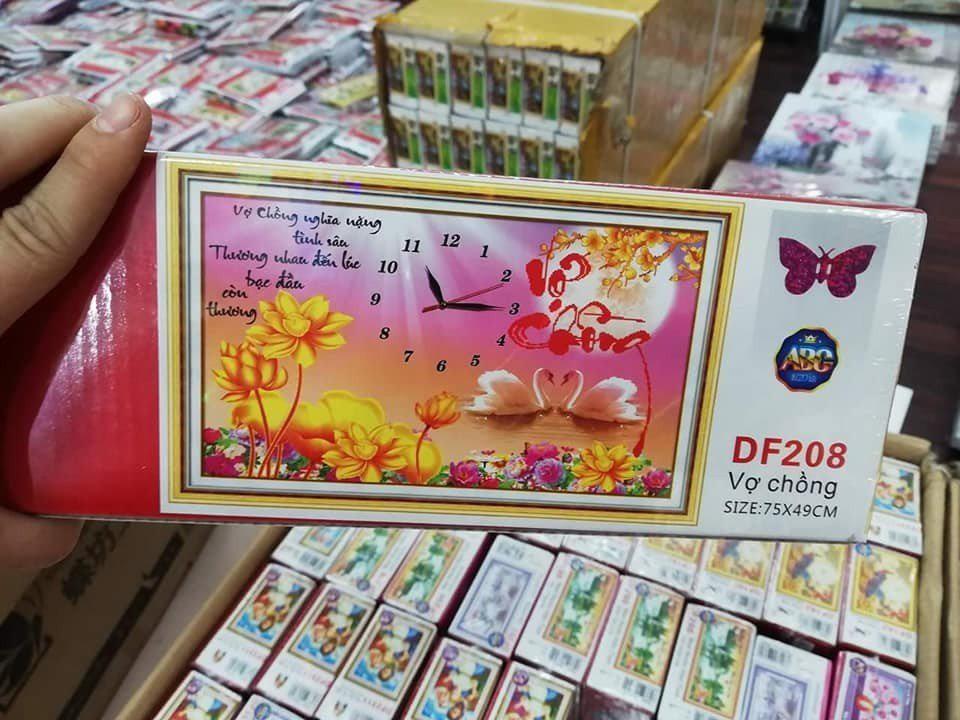 Vợ Chồng nghĩa nặng
tình sâu
Thương nhau đến lúc
bạc đầu
còn
thương
12
1
2
3
4
5
6
7
8
9
10
11
Vợ
Chồng
ABC
DF208
Vợ chồng
SIZE:75X49CM